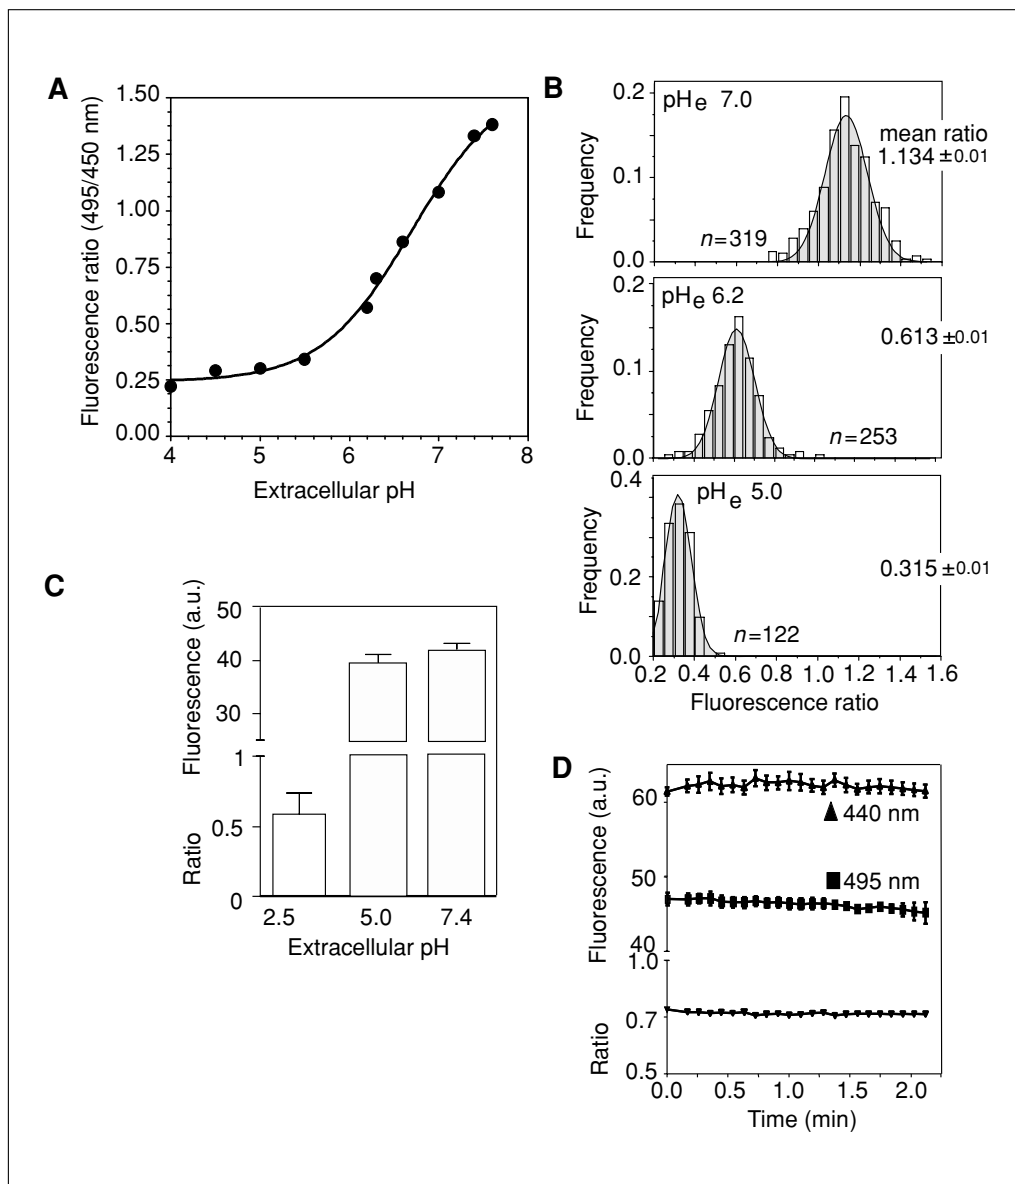 A
1.50
1.25
1.00
0.75
0.50
0.25
0.00
Fluorescence ratio (495/450 nm)
4 5 6 7 8
Extracellular pH
B
pHe 7.0
mean ratio
1.134 ±0.01
n=319
0.2
0.1
0.0
Frequency
pHe 6.2
0.613 ±0.01
n=253
0.2
0.1
0.0
Frequency
pHe 5.0
0.315 ±0.01
n=122
0.4
0.2
0.0
Frequency
0.2 0.4 0.6 0.8 1.0 1.2 1.4 1.6
Fluorescence ratio
C
50
40
30
Fluorescence (a.u.)
1
0.5
0
Ratio
2.5 5.0 7.4
Extracellular pH
D
60
50
40
Fluorescence (a.u.)
▲ 440 nm
■ 495 nm
1.0
0.7
0.5
Ratio
0.0 0.5 1.0 1.5 2.0
Time (min)